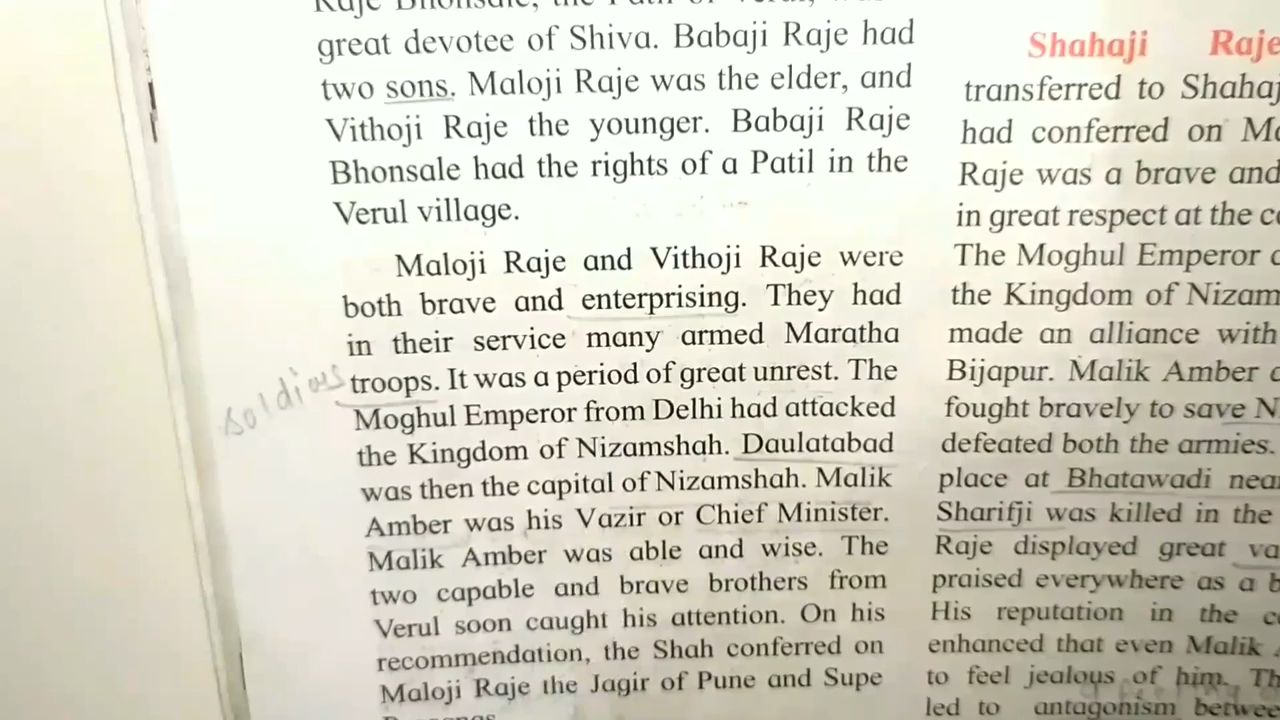 great devotee of Shiva. Babaji Raje had
two sons. Maloji Raje was the elder, and
Vithoji Raje the younger. Babaji Raje
Bhonsale had the rights of a Patil in the
Verul village.
Maloji Raje and Vithoji Raje were
both brave and enterprising. They had
in their service many armed Maratha
soldiers
troops. It was a period of great unrest. The
Moghul Emperor from Delhi had attacked
the Kingdom of Nizamshah. Daulatabad
was then the capital of Nizamshah. Malik
Amber was his Vazir or Chief Minister.
Malik Amber was able and wise. The
two capable and brave brothers from
Verul soon caught his attention. On his
recommendation, the Shah conferred on
Maloji Raje the Jagir of Pune and Supe
Shahaji Raje
transferred to Shahaj
had conferred on
Raje was a brave and
in great respect at the
The Moghul Emperor
the Kingdom of Nizam
made an alliance with
Bijapur. Malik Amber
fought bravely to save N
defeated both the armies.
place at Bhatawadi near
Sharifji was killed in the
Raje displayed great va
praised everywhere as a b
His reputation in the
enhanced that even Malik
to feel jealous of him. Th
led to antagonism betwee